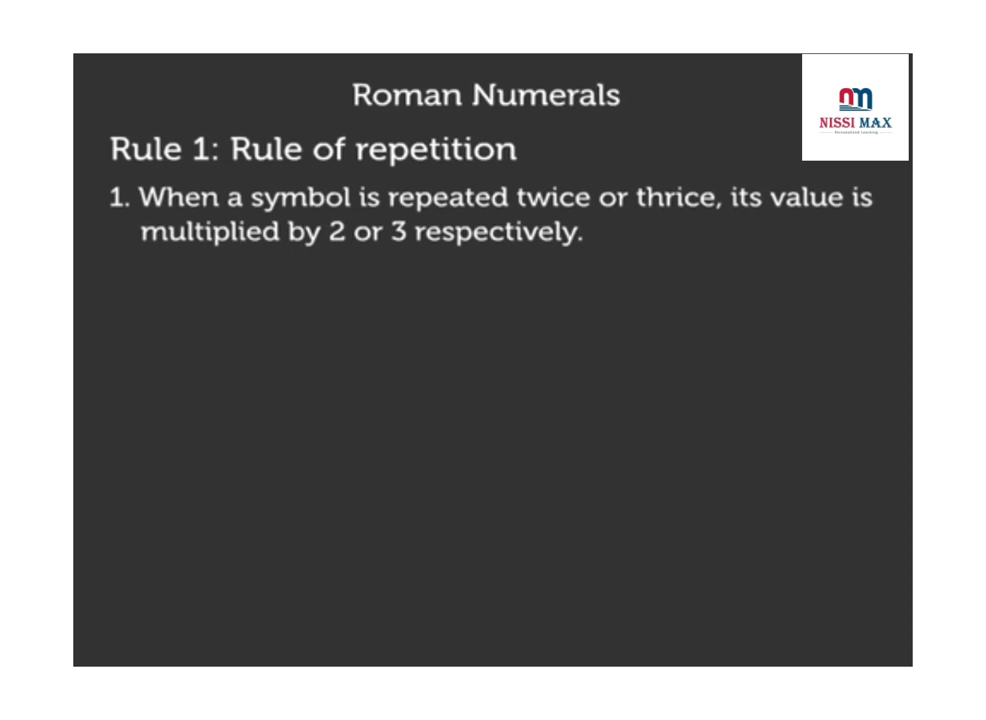 Roman Numerals
NISSI MAX
Rule 1: Rule of repetition
1. When a symbol is repeated twice or thrice, its value is
multiplied by 2 or 3 respectively.